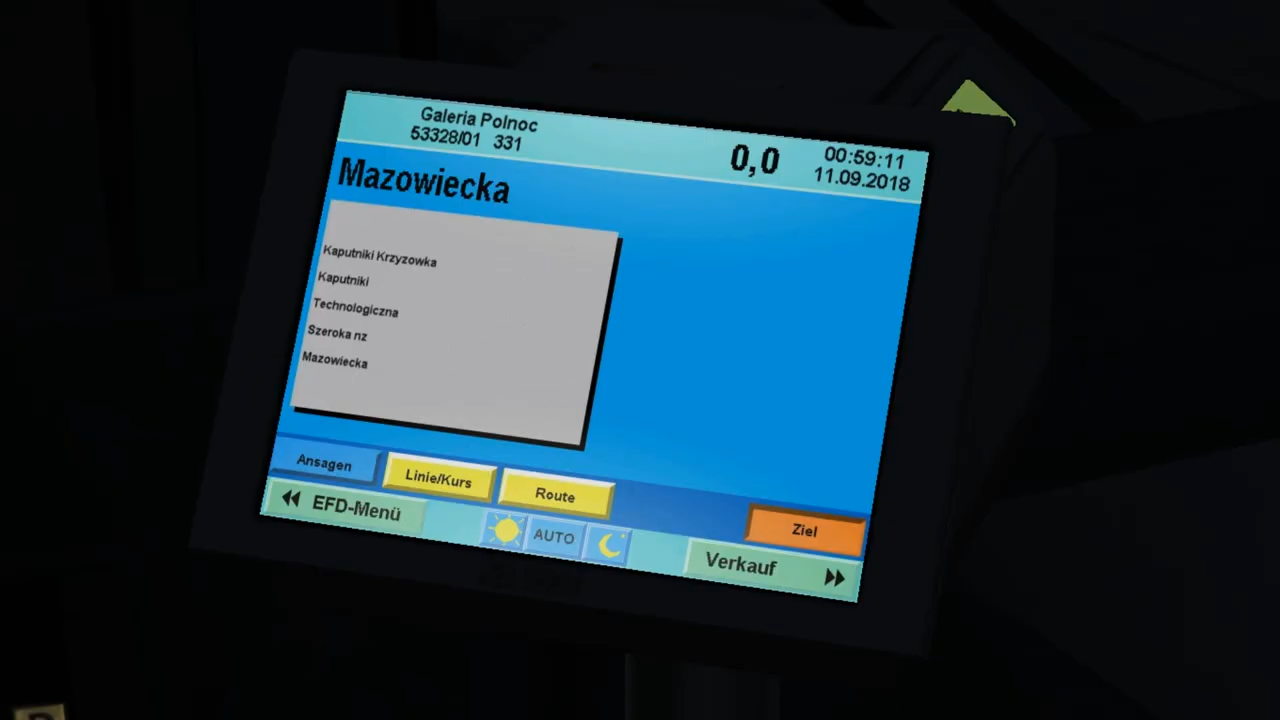 Galeria Polnoc
53328/01 331
0,0
00:59:11
11.09.2018
Mazowiecka
Kaputniki Krzyzowka
Kaputniki
Technologiczna
Szeroka nz
Mazowiecka
Ansagen
Linie/Kurs
Route
Ziel
EFD-Menü
AUTO
Verkauf